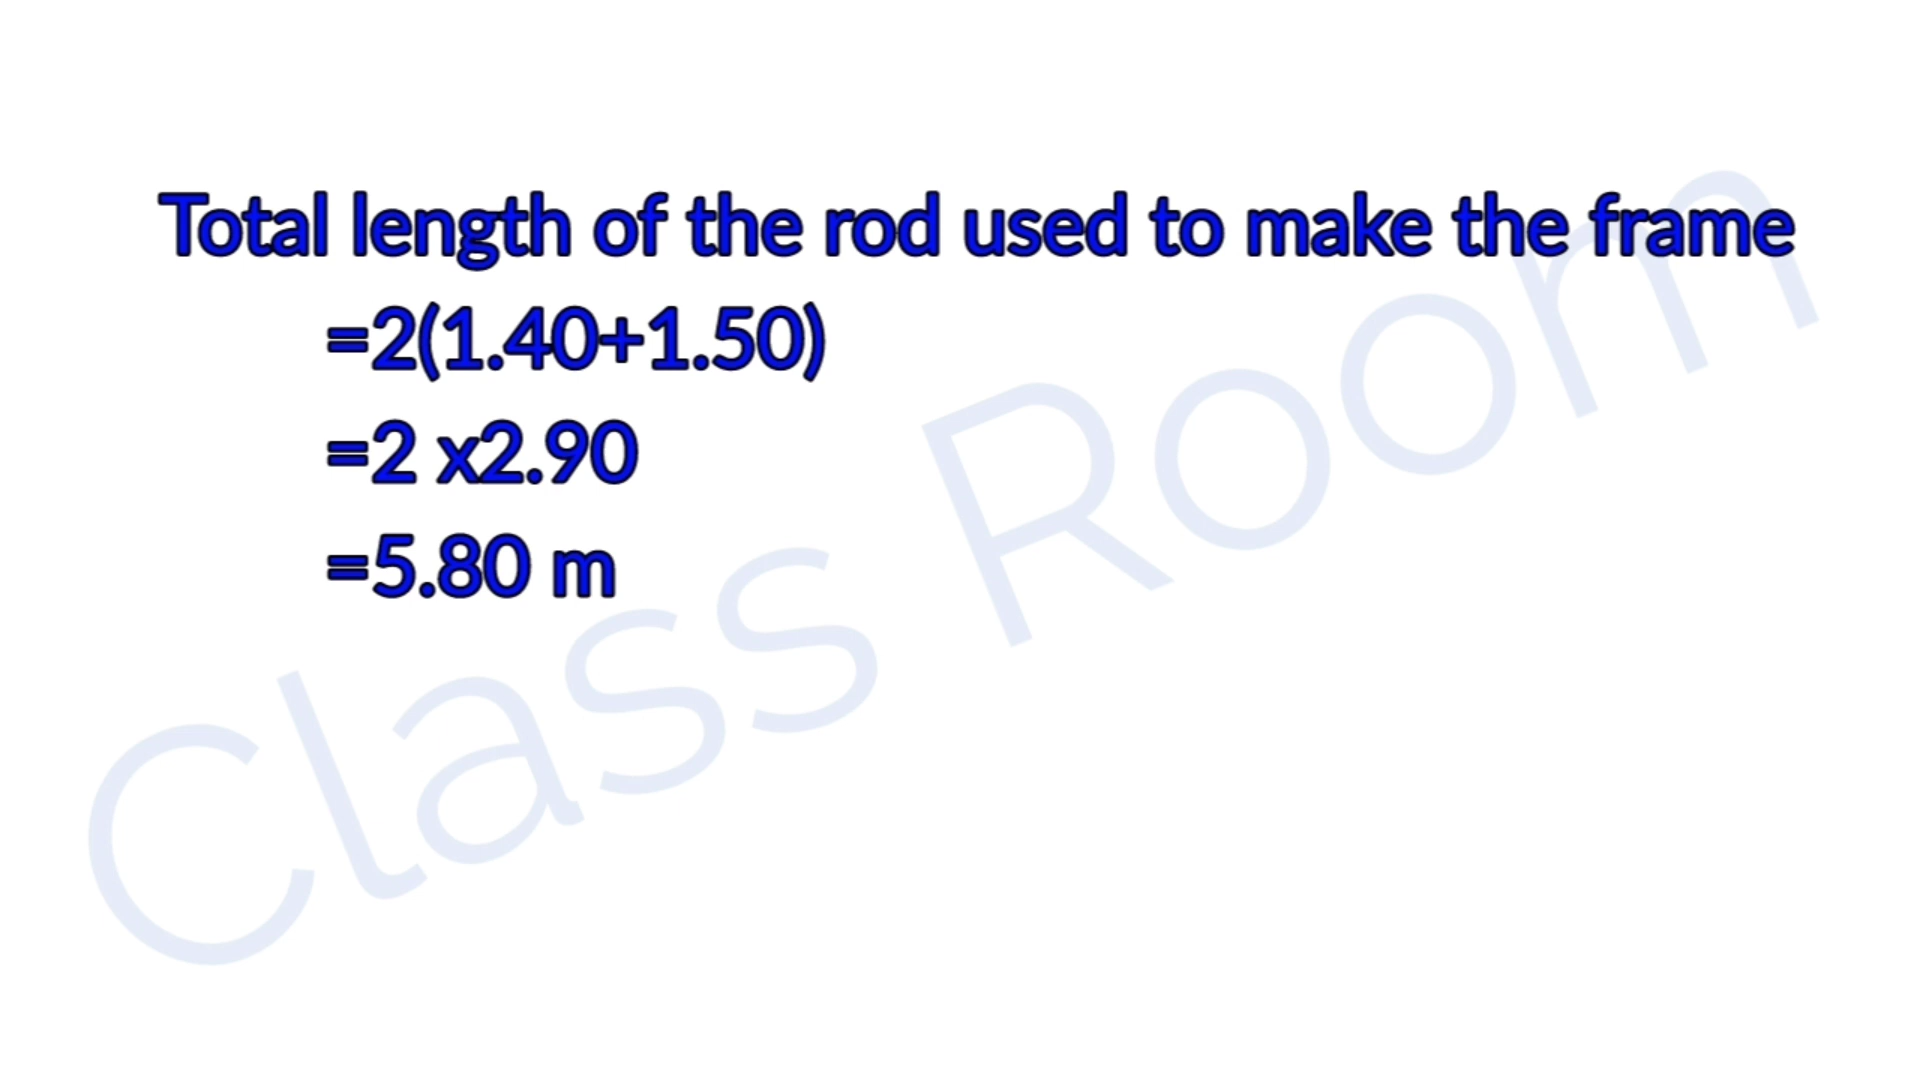 Total length of the rod used to make the frame
=2(1.40+1.50)
=2 x2.90
=5.80 m
Class Room